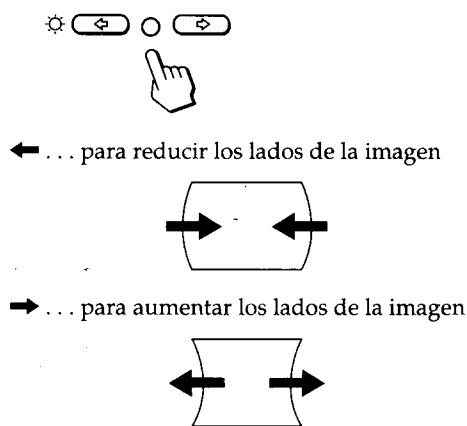 ← . . . para reducir los lados de la imagen
→ . . . para aumentar los lados de la imagen